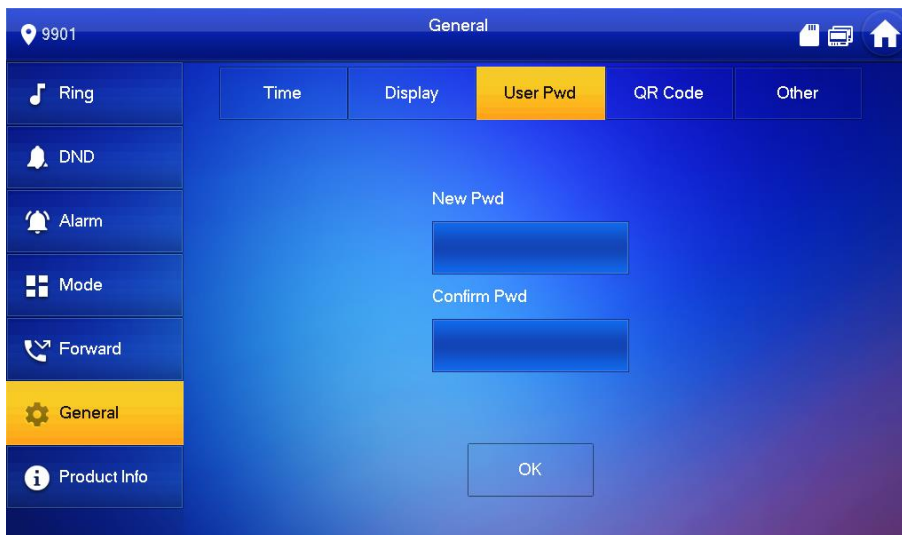 9901
General
Ring
DND
Alarm
Mode
Forward
General
Product Info
Time
Display
User Pwd
QR Code
Other
New Pwd
Confirm Pwd
OK